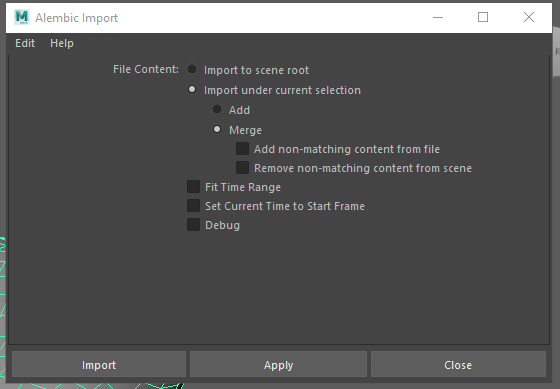 Alembic Import
Edit Help
File Content: Import to scene root
Import under current selection
Add
Merge
Add non-matching content from file
Remove non-matching content from scene
Fit Time Range
Set Current Time to Start Frame
Debug
Import Apply Close